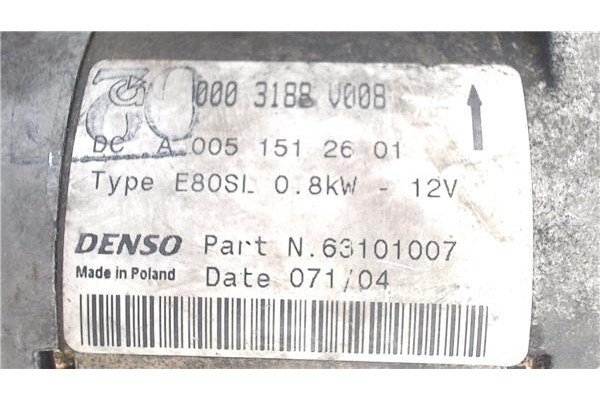 000 3188 V008
DC A 005 151 26 01
Type E80SL 0.8kW - 12V
DENSO Part N.63101007
Made in Poland Date 071/04